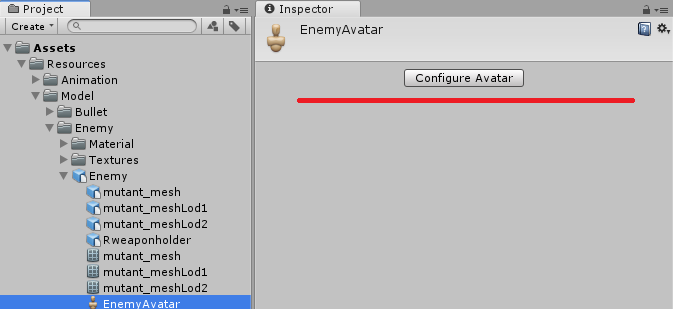 Project
Create
Assets
Resources
Animation
Model
Bullet
Enemy
Material
Textures
Enemy
mutant_mesh
mutant_meshLod1
mutant_meshLod2
Rweaponholder
mutant_mesh
mutant_meshLod1
mutant_meshLod2
EnemyAvatar
Inspector
EnemyAvatar
Configure Avatar